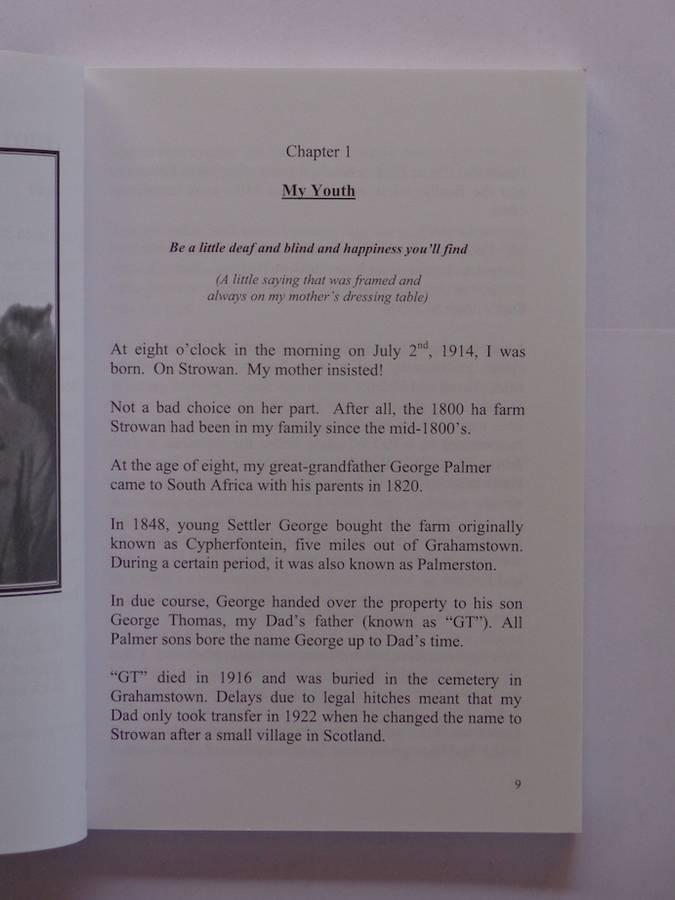 Chapter 1
My Youth
Be a little deaf and blind and happiness you'll find
(A little saying that was framed and
always on my mother's dressing table)
At eight o'clock in the morning on July 2nd, 1914, I was
born. On Strowan. My mother insisted!
Not a bad choice on her part. After all, the 1800 ha farm
Strowan had been in my family since the mid-1800's.
At the age of eight, my great-grandfather George Palmer
came to South Africa with his parents in 1820.
In 1848, young Settler George bought the farm originally
known as Cypherfontein, five miles out of Grahamstown.
During a certain period, it was also known as Palmerston.
In due course, George handed over the property to his son
George Thomas, my Dad's father (known as "GT"). All
Palmer sons bore the name George up to Dad's time.
"GT" died in 1916 and was buried in the cemetery in
Grahamstown. Delays due to legal hitches meant that my
Dad only took transfer in 1922 when he changed the name to
Strowan after a small village in Scotland.
9